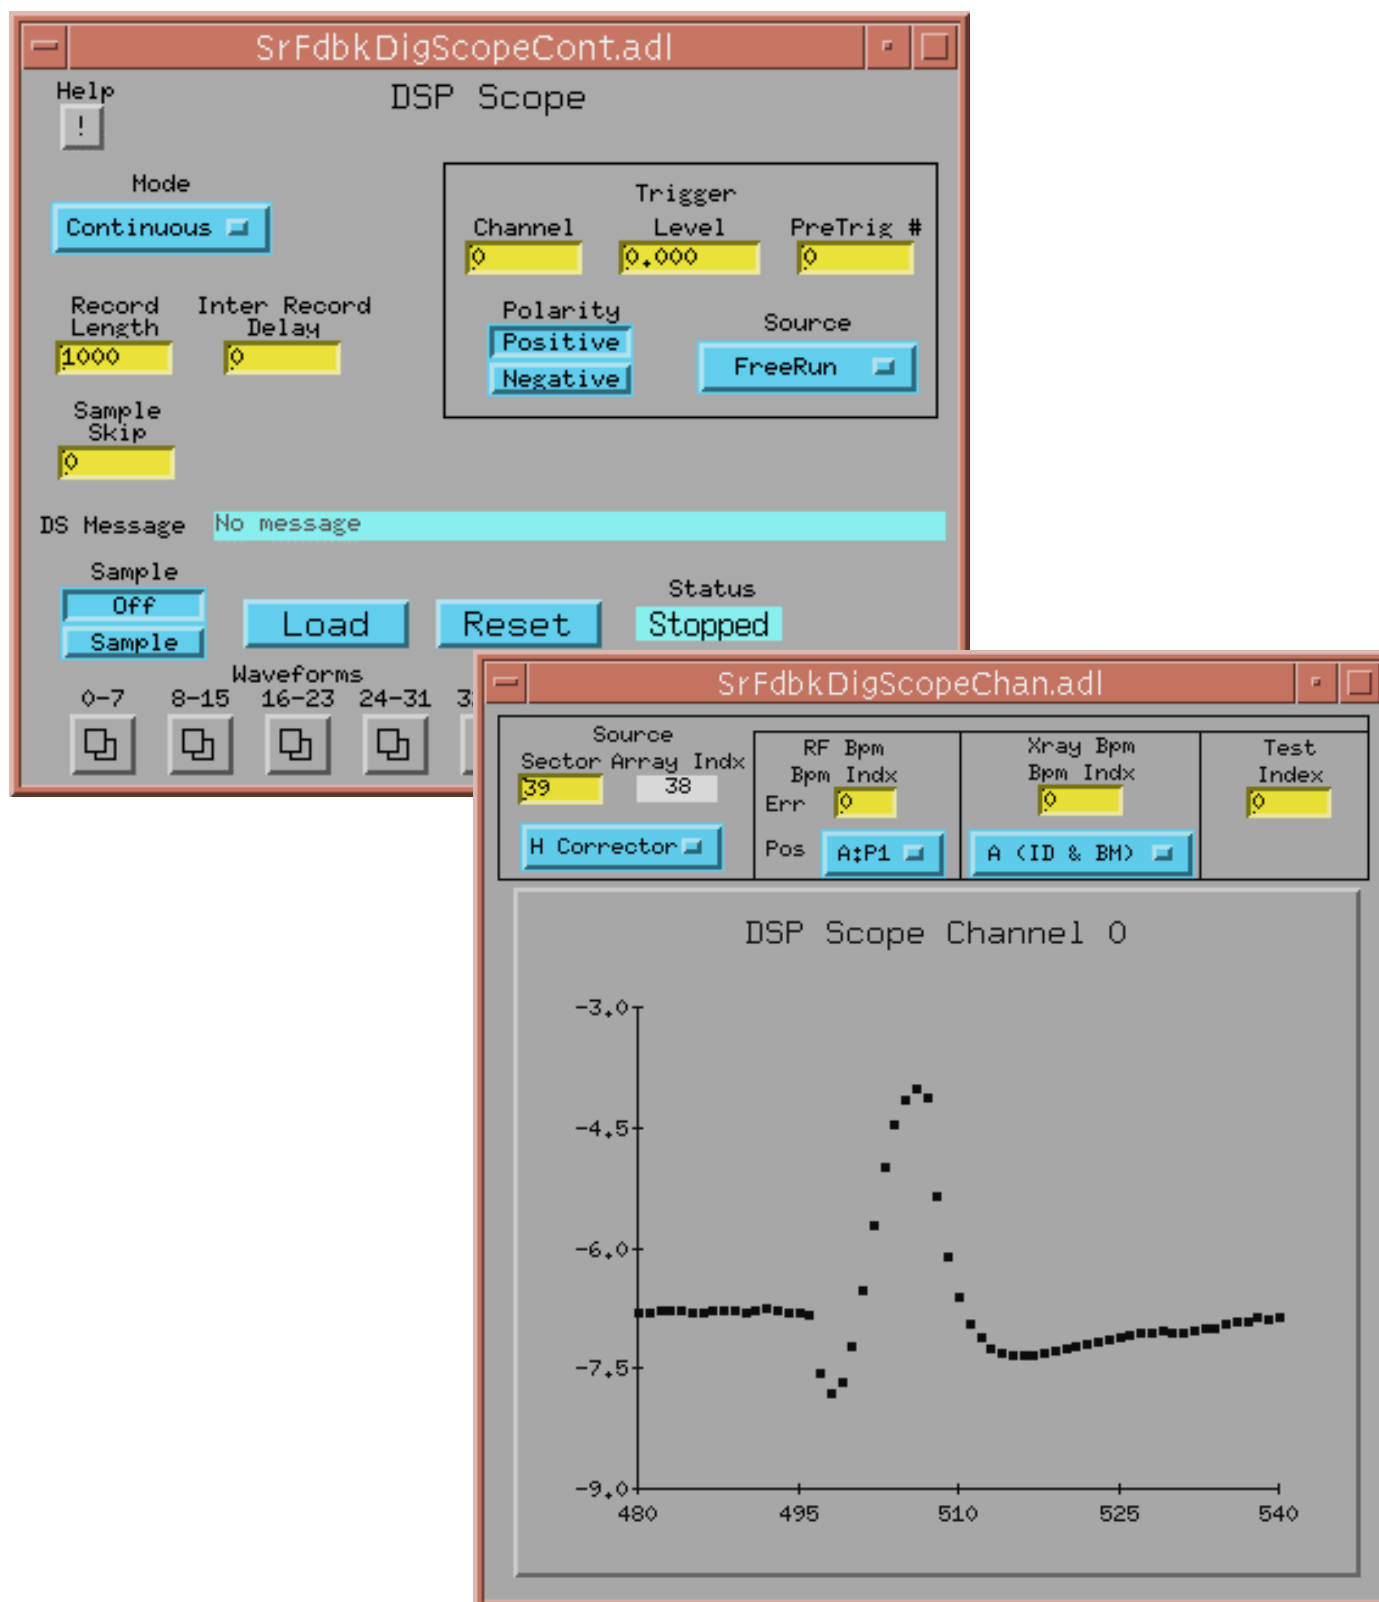 SrFdbkDigScopeCont.adl
Help
DSP Scope
!
Mode
Continuous
Trigger
Channel Level PreTrig #
0 0.000 0
Polarity
Positive
Negative
Source
FreeRun
Record Length
Inter Record Delay
1000 0
Sample Skip
0
DS Message No message
Sample
Off
Sample
Load Reset
Status
Stopped
Waveforms
0-7 8-15 16-23 24-31
SrFdbkDigScopeChan.adl
Source
Sector Array Indx
39 38
H Corrector
RF Bpm
Bpm Indx
Err 0
Pos A:P1
Xray Bpm
Bpm Indx
0
A (ID & BM)
Test
Index
0
DSP Scope Channel 0
-3.0
-4.5
-6.0
-7.5
-9.0
480 495 510 525 540